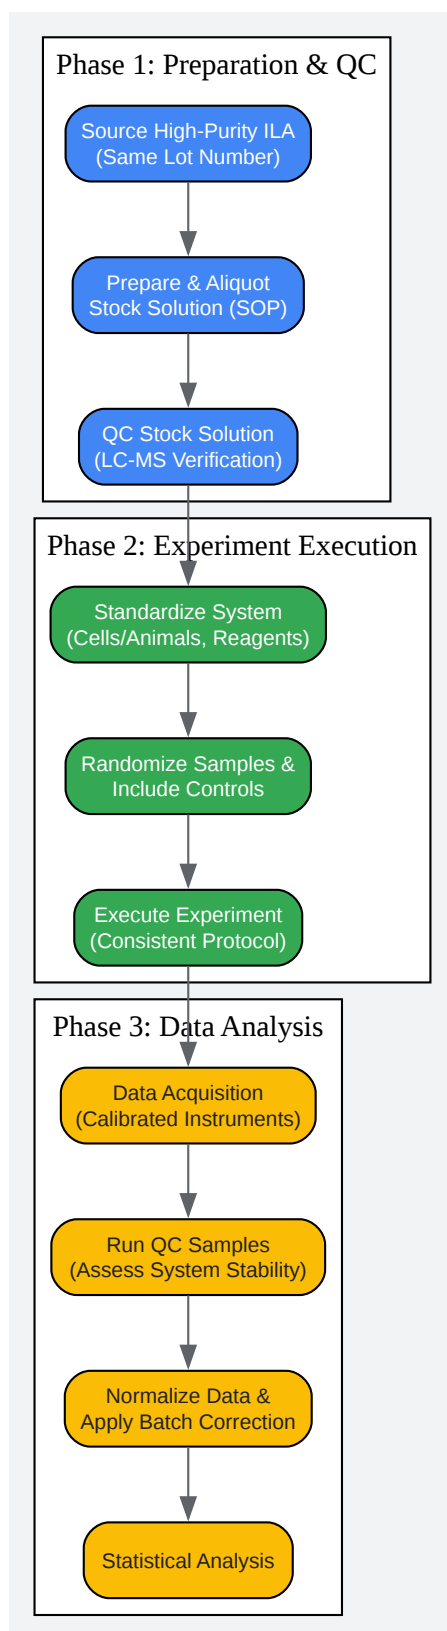 Phase 1: Preparation & QC
Source High-Purity ILA
(Same Lot Number)
Prepare & Aliquot
Stock Solution (SOP)
QC Stock Solution
(LC-MS Verification)
Phase 2: Experiment Execution
Standardize System
(Cells/Animals, Reagents)
Randomize Samples &
Include Controls
Execute Experiment
(Consistent Protocol)
Phase 3: Data Analysis
Data Acquisition
(Calibrated Instruments)
Run QC Samples
(Assess System Stability)
Normalize Data &
Apply Batch Correction
Statistical Analysis